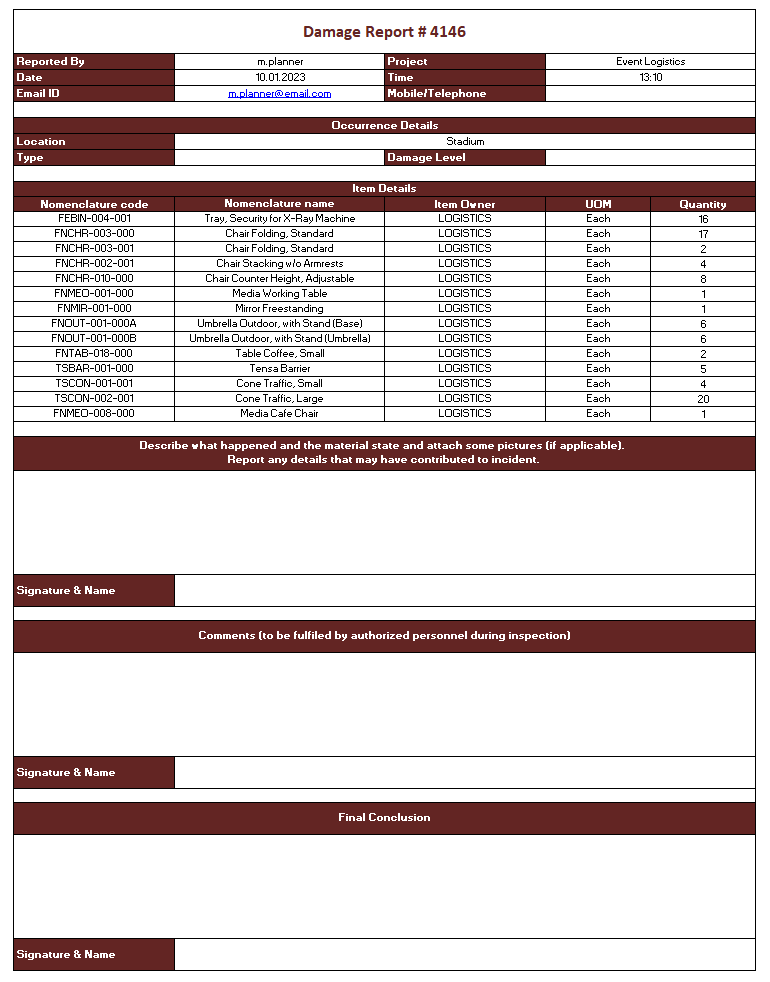 Damage Report # 4146
Reported By m.planner Project Event Logistics
Date 10.01.2023 Time 13:10
Email ID m.planner@email.com Mobile/Telephone
Occurrence Details
Location Stadium
Type Damage Level
Item Details
Nomenclature code Nomenclature name Item Owner UOM Quantity
FEBIN-004-001 Tray, Security for X-Ray Machine LOGISTICS Each 16
FNCHR-003-000 Chair Folding, Standard LOGISTICS Each 17
FNCHR-003-001 Chair Folding, Standard LOGISTICS Each 2
FNCHR-002-001 Chair Stacking w/o Armrests LOGISTICS Each 4
FNCHR-010-000 Chair Counter Height, Adjustable LOGISTICS Each 8
FNMEO-001-000 Media Working Table LOGISTICS Each 1
FNMIR-001-000 Mirror Freestanding LOGISTICS Each 1
FNOUT-001-000A Umbrella Outdoor, with Stand (Base) LOGISTICS Each 6
FNOUT-001-000B Umbrella Outdoor, with Stand (Umbrella) LOGISTICS Each 6
FNTAB-018-000 Table Coffee, Small LOGISTICS Each 2
TSBAR-001-000 Tensa Barrier LOGISTICS Each 5
TSCON-001-001 Cone Traffic, Small LOGISTICS Each 4
TSCON-002-001 Cone Traffic, Large LOGISTICS Each 20
FNMEO-008-000 Media Cafe Chair LOGISTICS Each 1
Describe what happened and the material state and attach some pictures (if applicable).
Report any details that may have contributed to incident.
Signature & Name
Comments (to be fulfiled by authorized personnel during inspection)
Signature & Name
Final Conclusion
Signature & Name